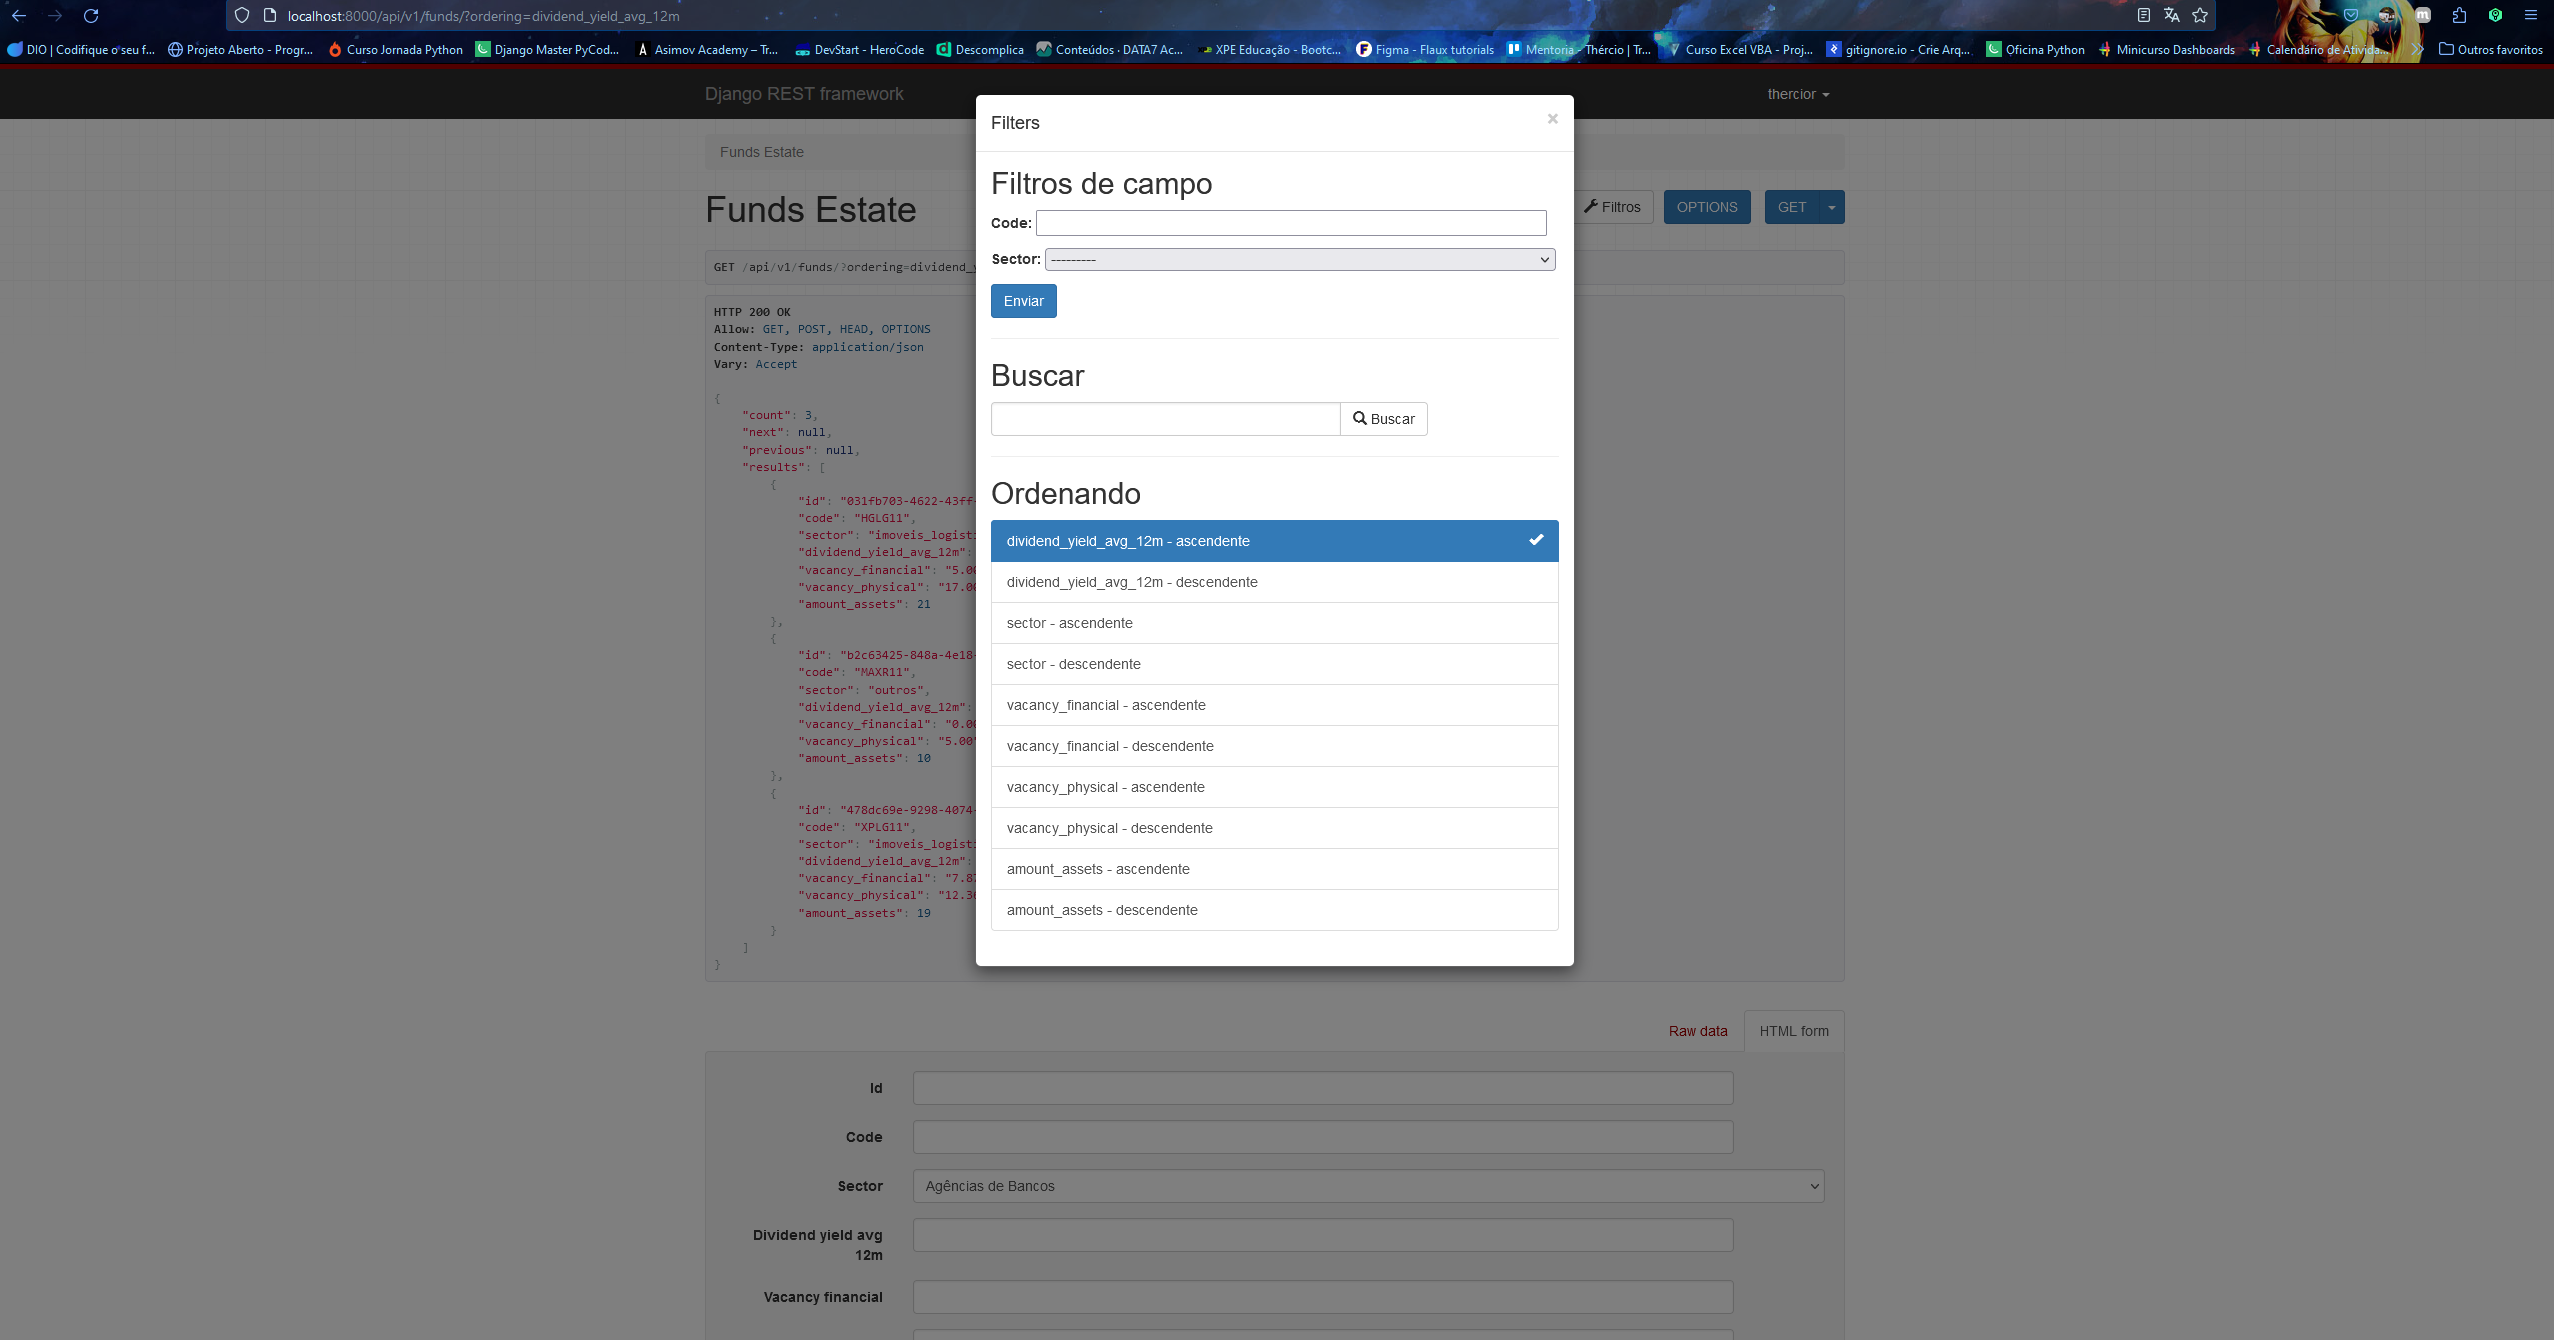 localhost:8000/api/v1/funds/?ordering=dividend_yield_avg_12m
DIO | Codifique o seu f... Projeto Aberto - Progr... Curso Jornada Python Django Master PyCod... Asimov Academy – Tr... DevStart - HeroCode Descomplica Conteúdos · DATA7 Ac... XPE Educação - Bootc... Figma - Flaux tutorials Mentoria - Thércio | Tr... Curso Excel VBA - Proj... gitignore.io - Crie Arq... Oficina Python Minicurso Dashboards Calendário de Ativida... Outros favoritos
Django REST framework
thercior
Funds Estate
Funds Estate
Filtros
OPTIONS
GET
GET /api/v1/funds/?ordering=dividend_
HTTP 200 OK
Allow: GET, POST, HEAD, OPTIONS
Content-Type: application/json
Vary: Accept
{
"count": 3,
"next": null,
"previous": null,
"results": [
{
"id": "031fb703-4622-43ff-
"code": "HGLG11",
"sector": "imoveis_logist
"dividend_yield_avg_12m":
"vacancy_financial": "5.00
"vacancy_physical": "17.00
"amount_assets": 21
},
{
"id": "b2c63425-848a-4e18-
"code": "MAXR11",
"sector": "outros",
"dividend_yield_avg_12m":
"vacancy_financial": "0.00
"vacancy_physical": "5.00"
"amount_assets": 10
},
{
"id": "478dc69e-9298-4074-
"code": "XPLG11",
"sector": "imoveis_logist
"dividend_yield_avg_12m":
"vacancy_financial": "7.87
"vacancy_physical": "12.36
"amount_assets": 19
}
]
}
Filters
×
Filtros de campo
Code:
Sector: ---------
Enviar
Buscar
Buscar
Ordenando
dividend_yield_avg_12m - ascendente
dividend_yield_avg_12m - descendente
sector - ascendente
sector - descendente
vacancy_financial - ascendente
vacancy_financial - descendente
vacancy_physical - ascendente
vacancy_physical - descendente
amount_assets - ascendente
amount_assets - descendente
Raw data
HTML form
Id
Code
Sector
Agências de Bancos
Dividend yield avg
12m
Vacancy financial